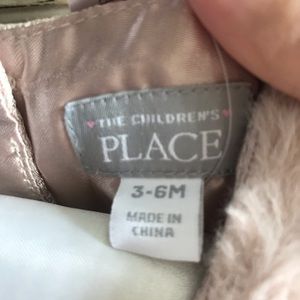 THE CHILDREN'S
PLACE
3-6M
MADE IN
CHINA